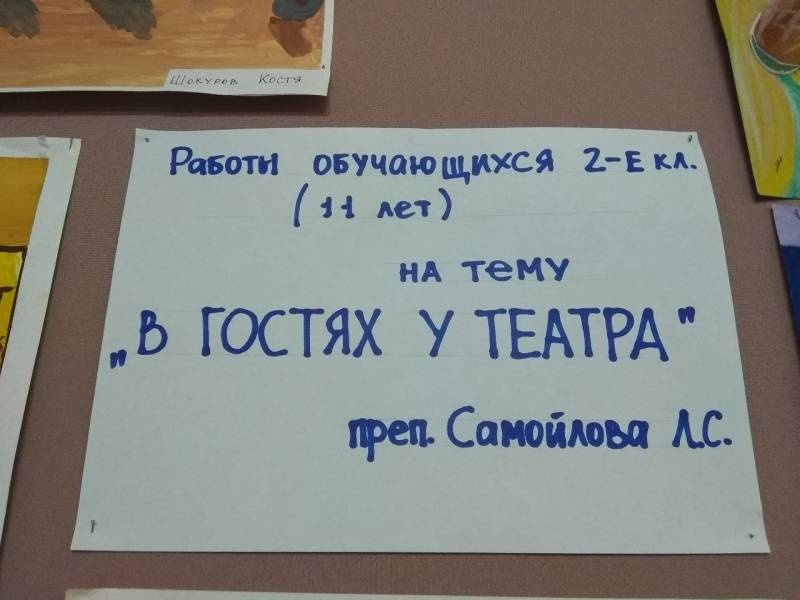 Шокуров Костя
Работы обучающихся 2-Е кл.
(11 лет)
на тему
„В ГОСТЯХ У ТЕАТРА"
преп. Самойлова Л.С.